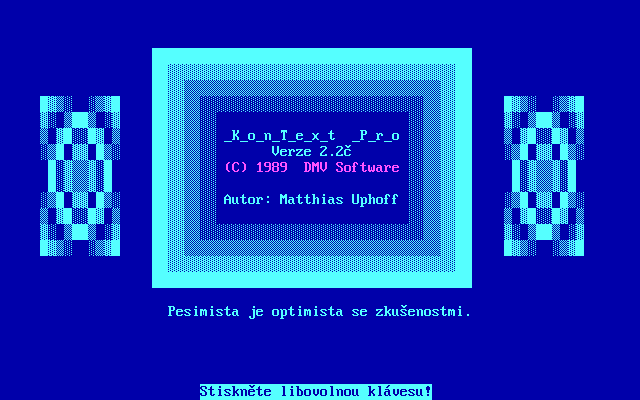 _K_o_n_T_e_x_t _P_r_o
Verze 2.2č
(C) 1989 DMV Software
Autor: Matthias Uphoff
Pesimista je optimista se zkušenostmi.
Stiskněte libovolnou klávesu!